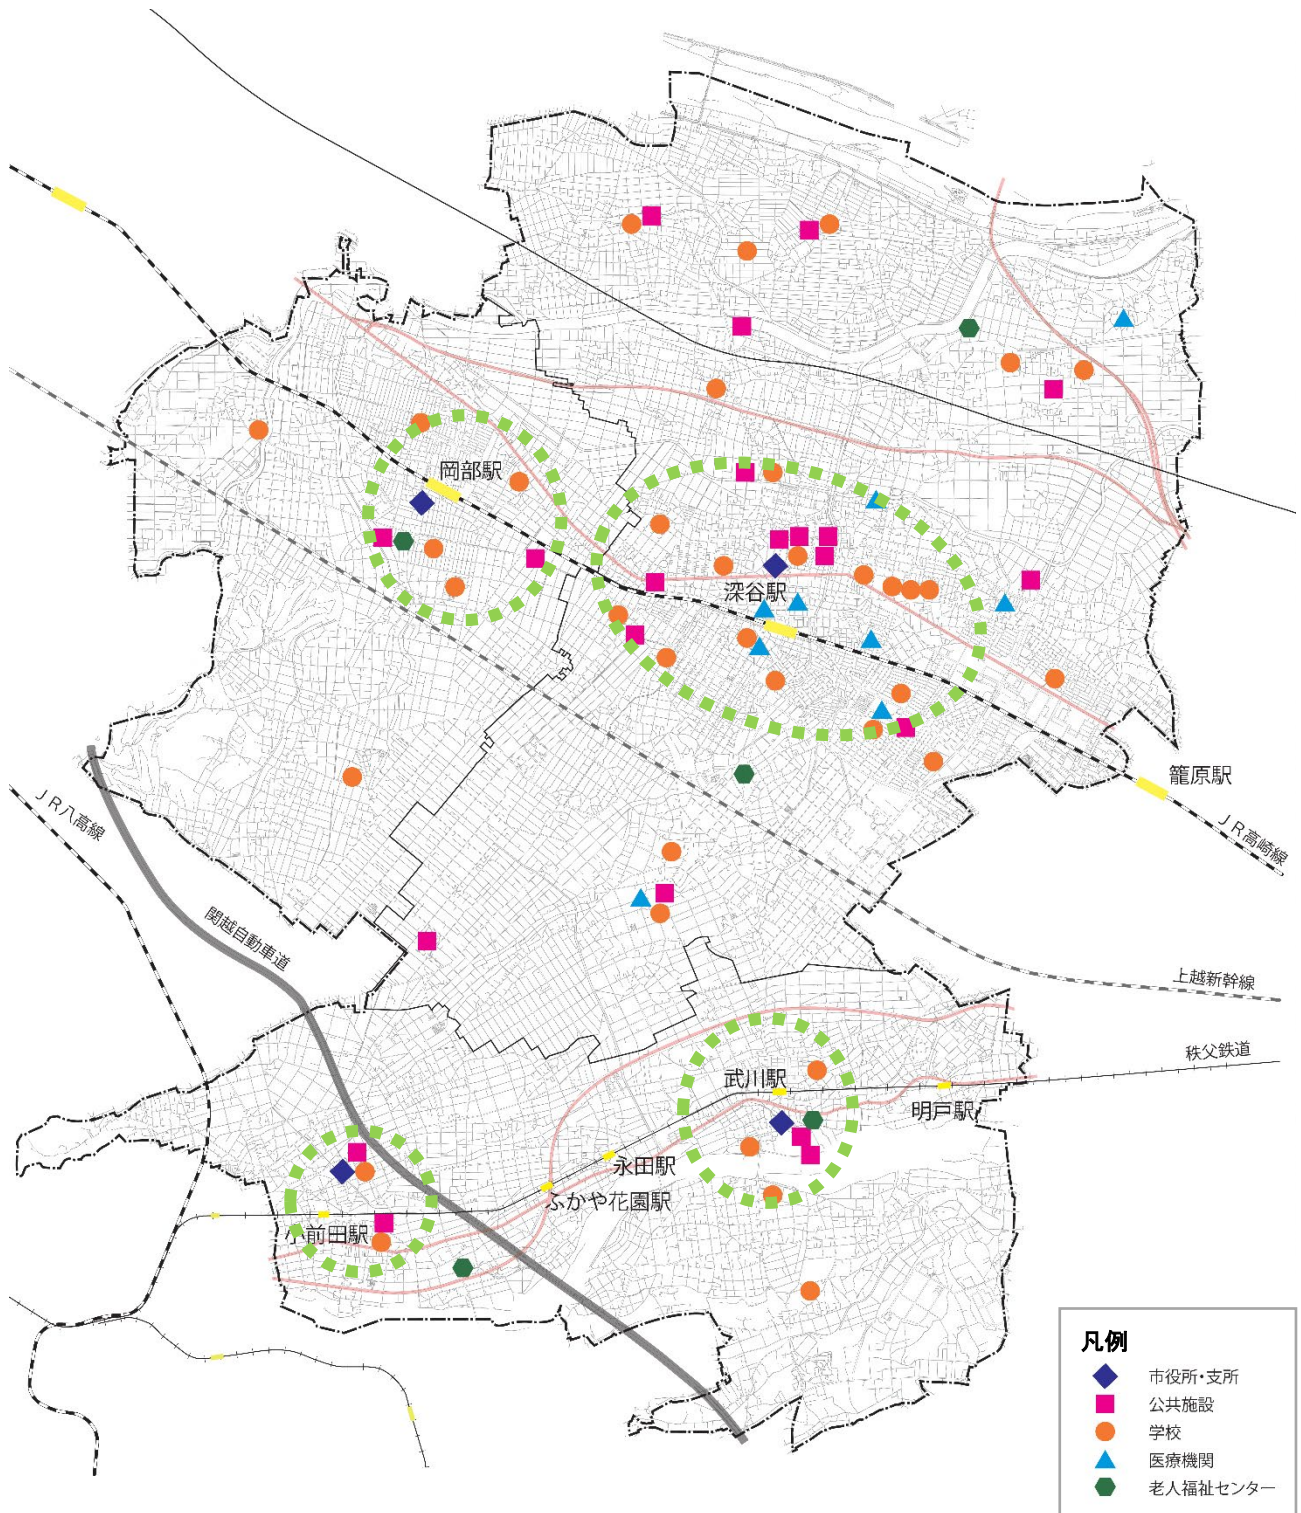 岡部駅
深谷駅
籠原駅
ＪＲ高崎線
ＪＲ八高線
関越自動車道
上越新幹線
秩父鉄道
武川駅
明戸駅
永田駅
ふかや花園駅
小前田駅
凡例
市役所・支所
公共施設
学校
医療機関
老人福祉センター